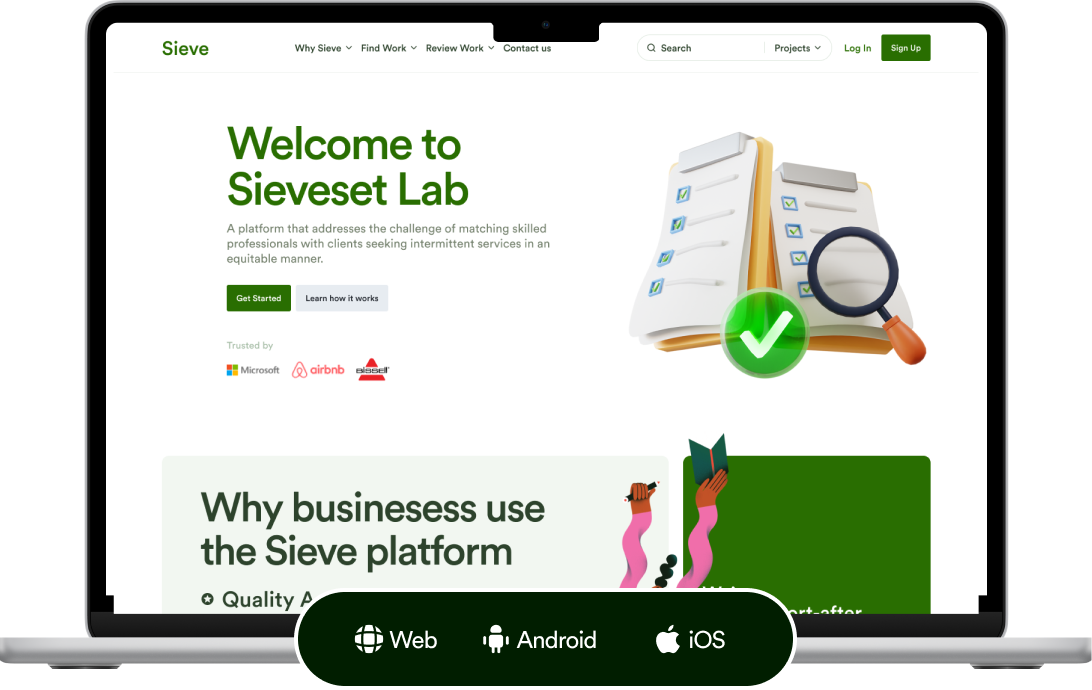 Sieve
Why Sieve Find Work Review Work Contact us
Search Projects Log In Sign Up
Welcome to
Sieveset Lab
A platform that addresses the challenge of matching skilled
professionals with clients seeking intermittent services in an
equitable manner.
Get Started Learn how it works
Trusted by
Microsoft airbnb BISSELL
Why businesess use
the Sieve platform
Quality A
ort-after
Web Android iOS